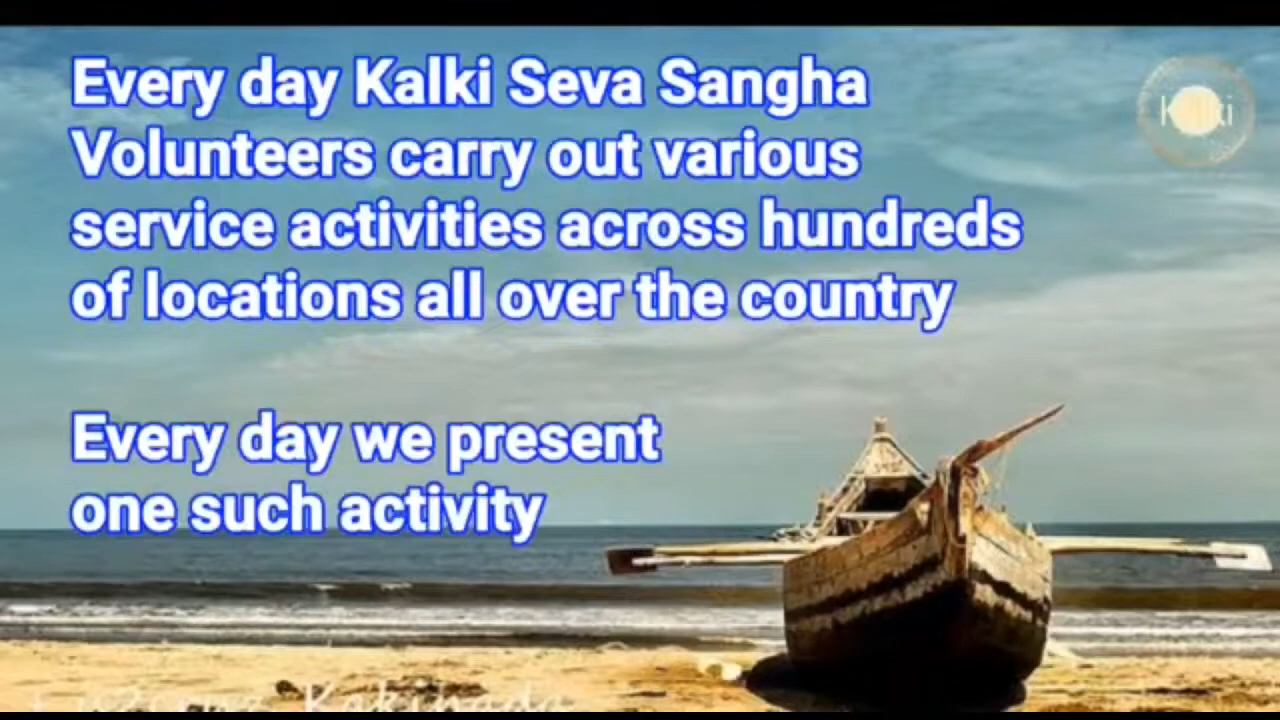 Every day Kalki Seva Sangha
Volunteers carry out various
service activities across hundreds
of locations all over the country
Every day we present
one such activity
Kalki
Kakinada